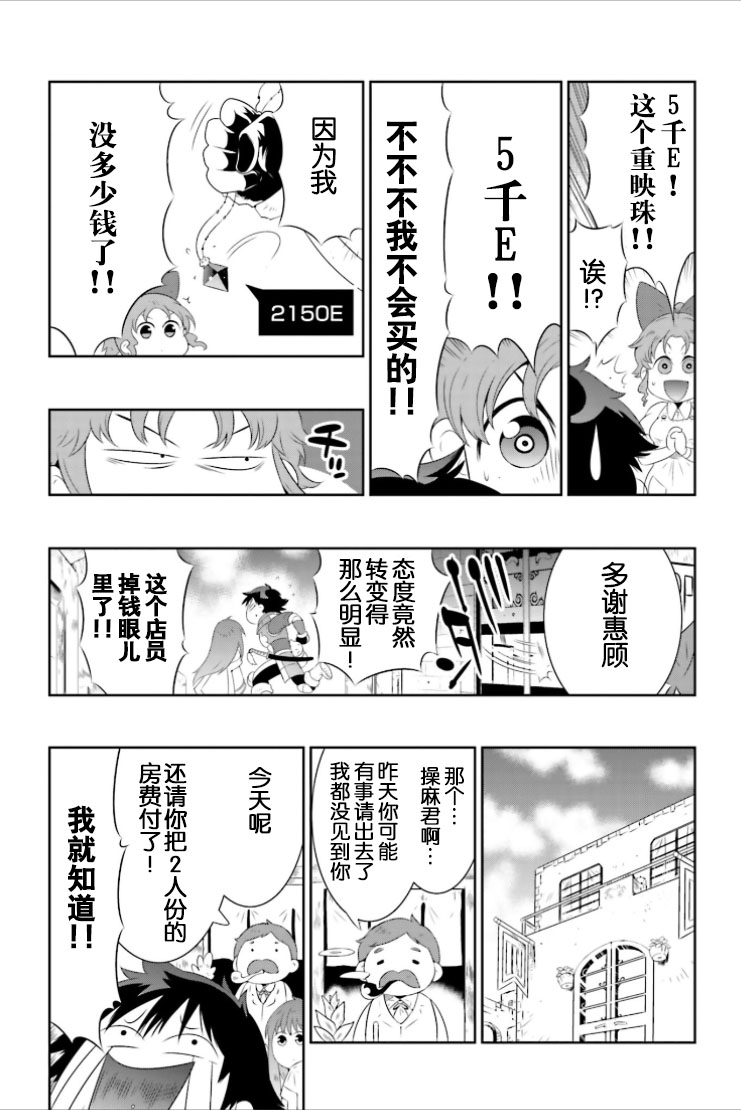 5千E！
这个重映珠！！
诶!?
5千E！！
不不不我不会买的！！
因为我
没多少钱了！！
2150E
チッ
多谢惠顾
バタン
态度竟然
转变得
那么明显！
这个店员
掉钱眼儿
里了！！
那个…
操麻君啊…
昨天你可能
有事请出去了
我都没见到你
今天呢
还请你把2人份的
房费付了！
我就知道！！